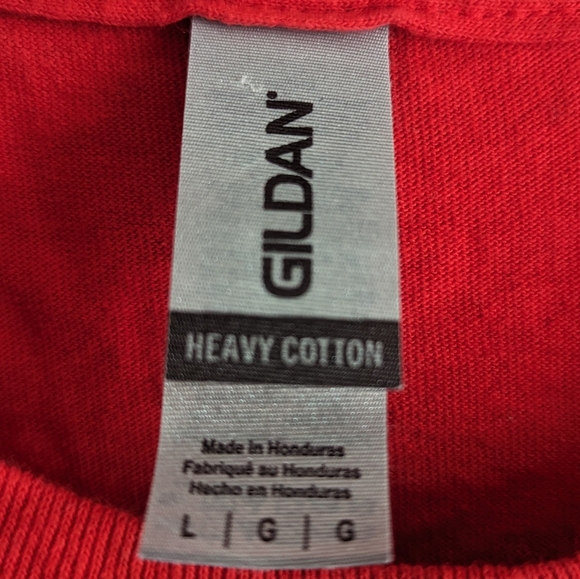 GILDAN®
HEAVY COTTON
Made in Honduras
Fabriqué au Honduras
Hecho en Honduras
L | G | G